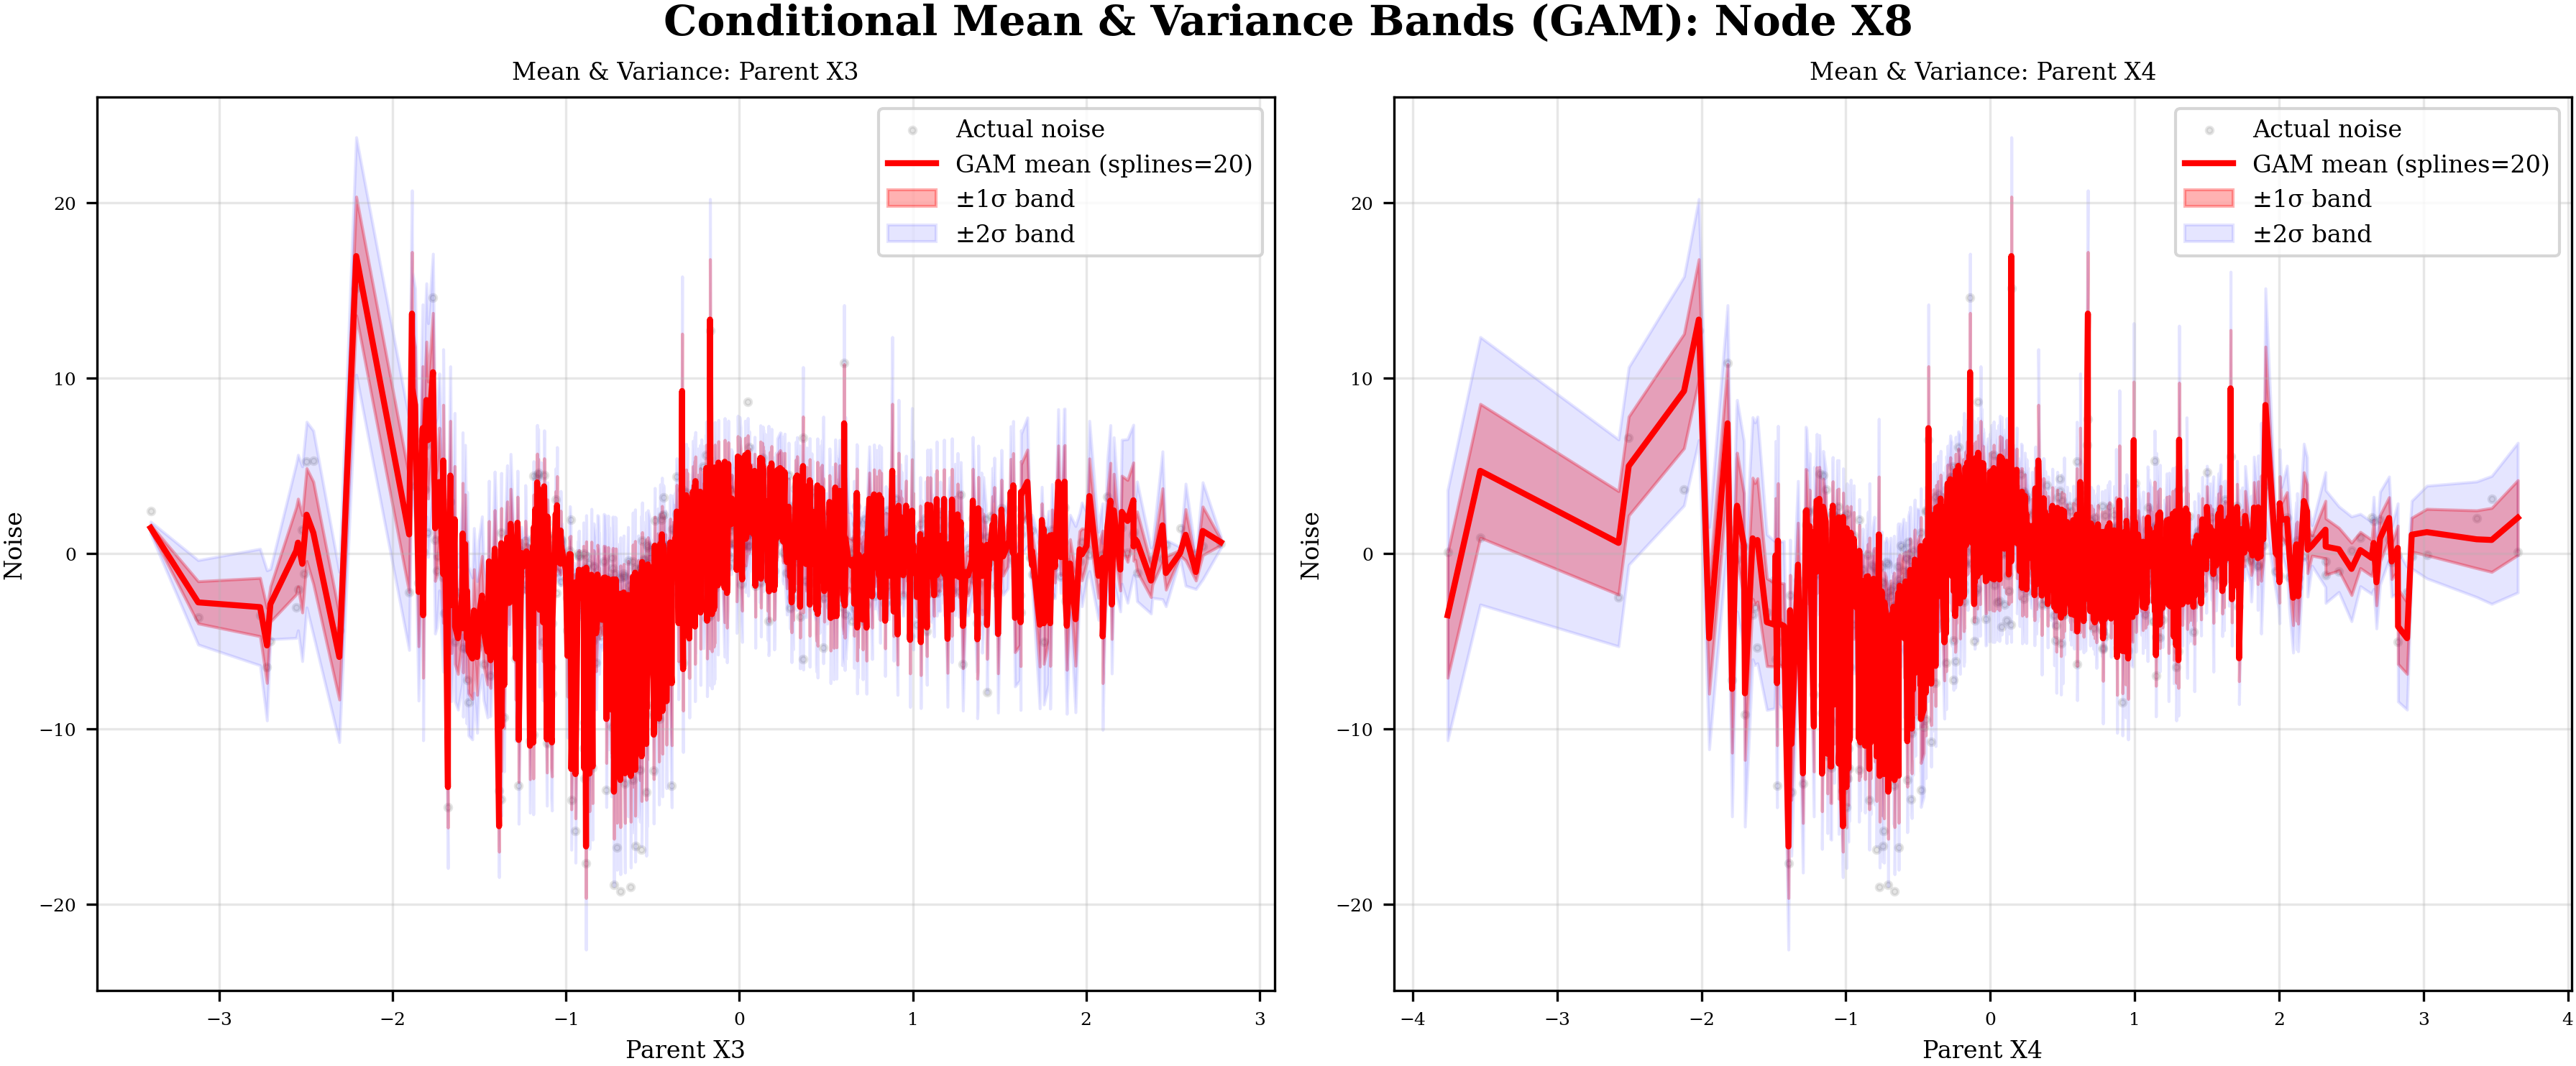 Conditional Mean & Variance Bands (GAM): Node X8
Mean & Variance: Parent X3
Actual noise
GAM mean (splines=20)
±1σ band
±2σ band
20
10
0
−10
−20
Noise
−3
−2
−1
0
1
2
3
Parent X3
Mean & Variance: Parent X4
Actual noise
GAM mean (splines=20)
±1σ band
±2σ band
20
10
0
−10
−20
Noise
−4
−3
−2
−1
0
1
2
3
4
Parent X4